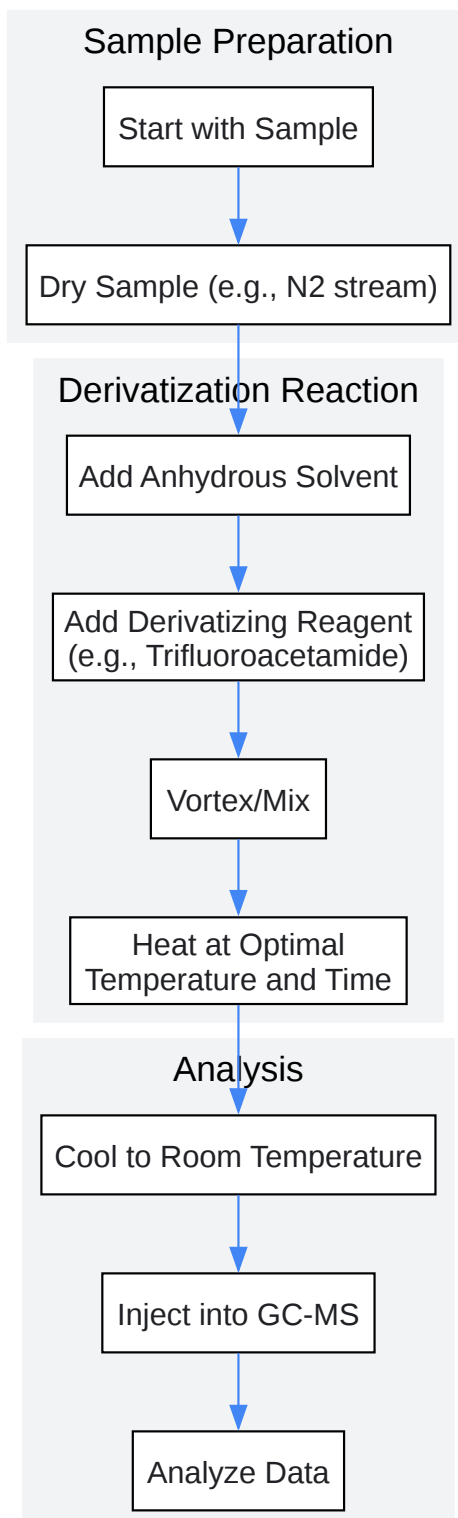 Sample Preparation
Start with Sample
Dry Sample (e.g., N2 stream)
Derivatization Reaction
Add Anhydrous Solvent
Add Derivatizing Reagent
(e.g., Trifluoroacetamide)
Vortex/Mix
Heat at Optimal
Temperature and Time
Analysis
Cool to Room Temperature
Inject into GC-MS
Analyze Data